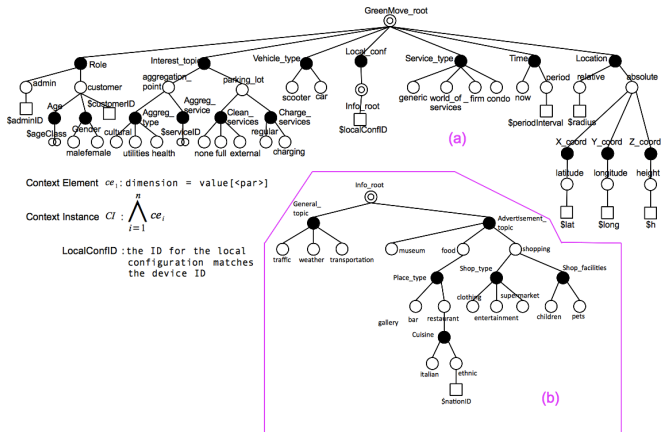 GreenMove_root
Role
Interest_topic
Vehicle_type
Local_conf
Service_type
Time
Location
admin
customer
aggregation_
point
parking_lot
scooter
car
Info_root
generic
world_of_
services
firm
condo
now
period
relative
absolute
$adminID
Age
$customerID
Aggreg_
service
Clean_
services
Charge_
services
$localConfID
$periodInterval
$radius
$ageClass
Gender
cultural
Aggreg_
type
$serviceID
regular
male
female
utilities
health
none
full
external
charging
(a)
X_coord
Y_coord
Z_coord
latitude
longitude
height
$lat
$long
$h
Context Element ce₁: dimension = value[<par>]
Context Instance CI : n ⋀ i=1 ceᵢ
LocalConfID : the ID for the local
configuration matches
the device ID
Info_root
General_
topic
Advertisement_
topic
traffic
weather
transportation
museum
food
shopping
Place_type
Shop_type
Shop_facilities
gallery
bar
restaurant
clothing
entertainment
supermarket
children
pets
Cuisine
italian
ethnic
$nationID
(b)